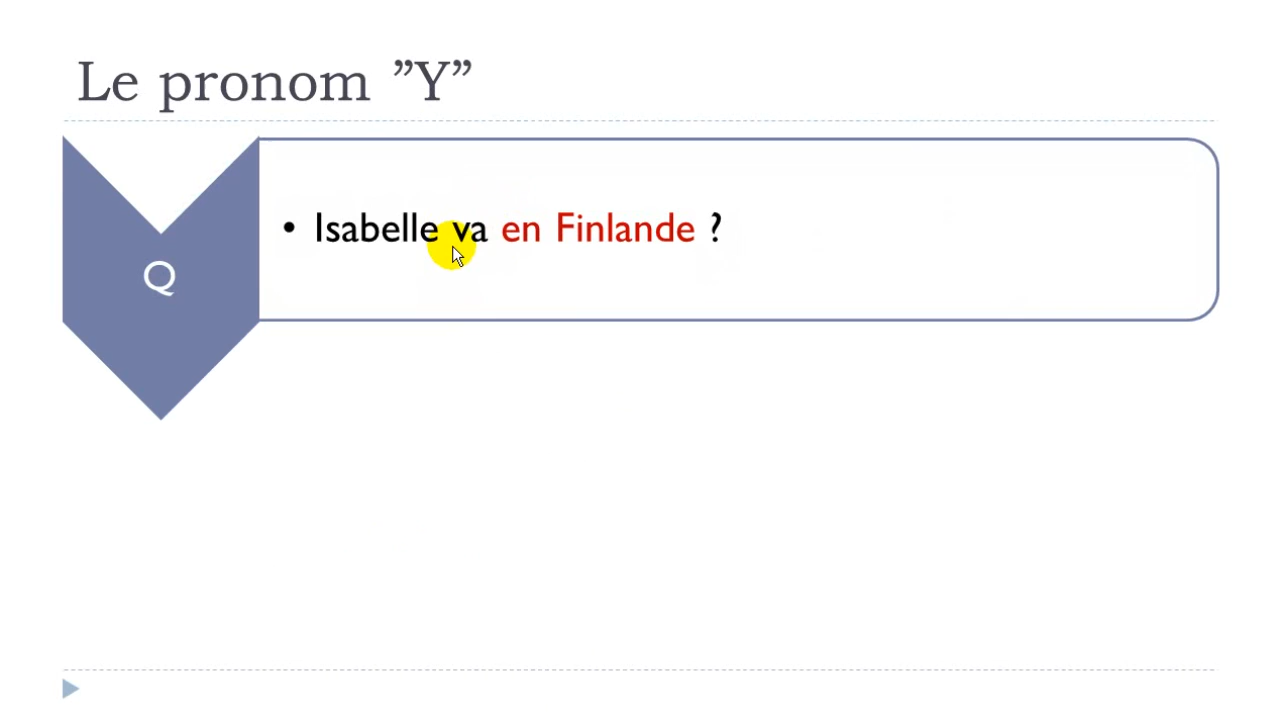 Le pronom ”Y”
Q
• Isabelle va en Finlande ?